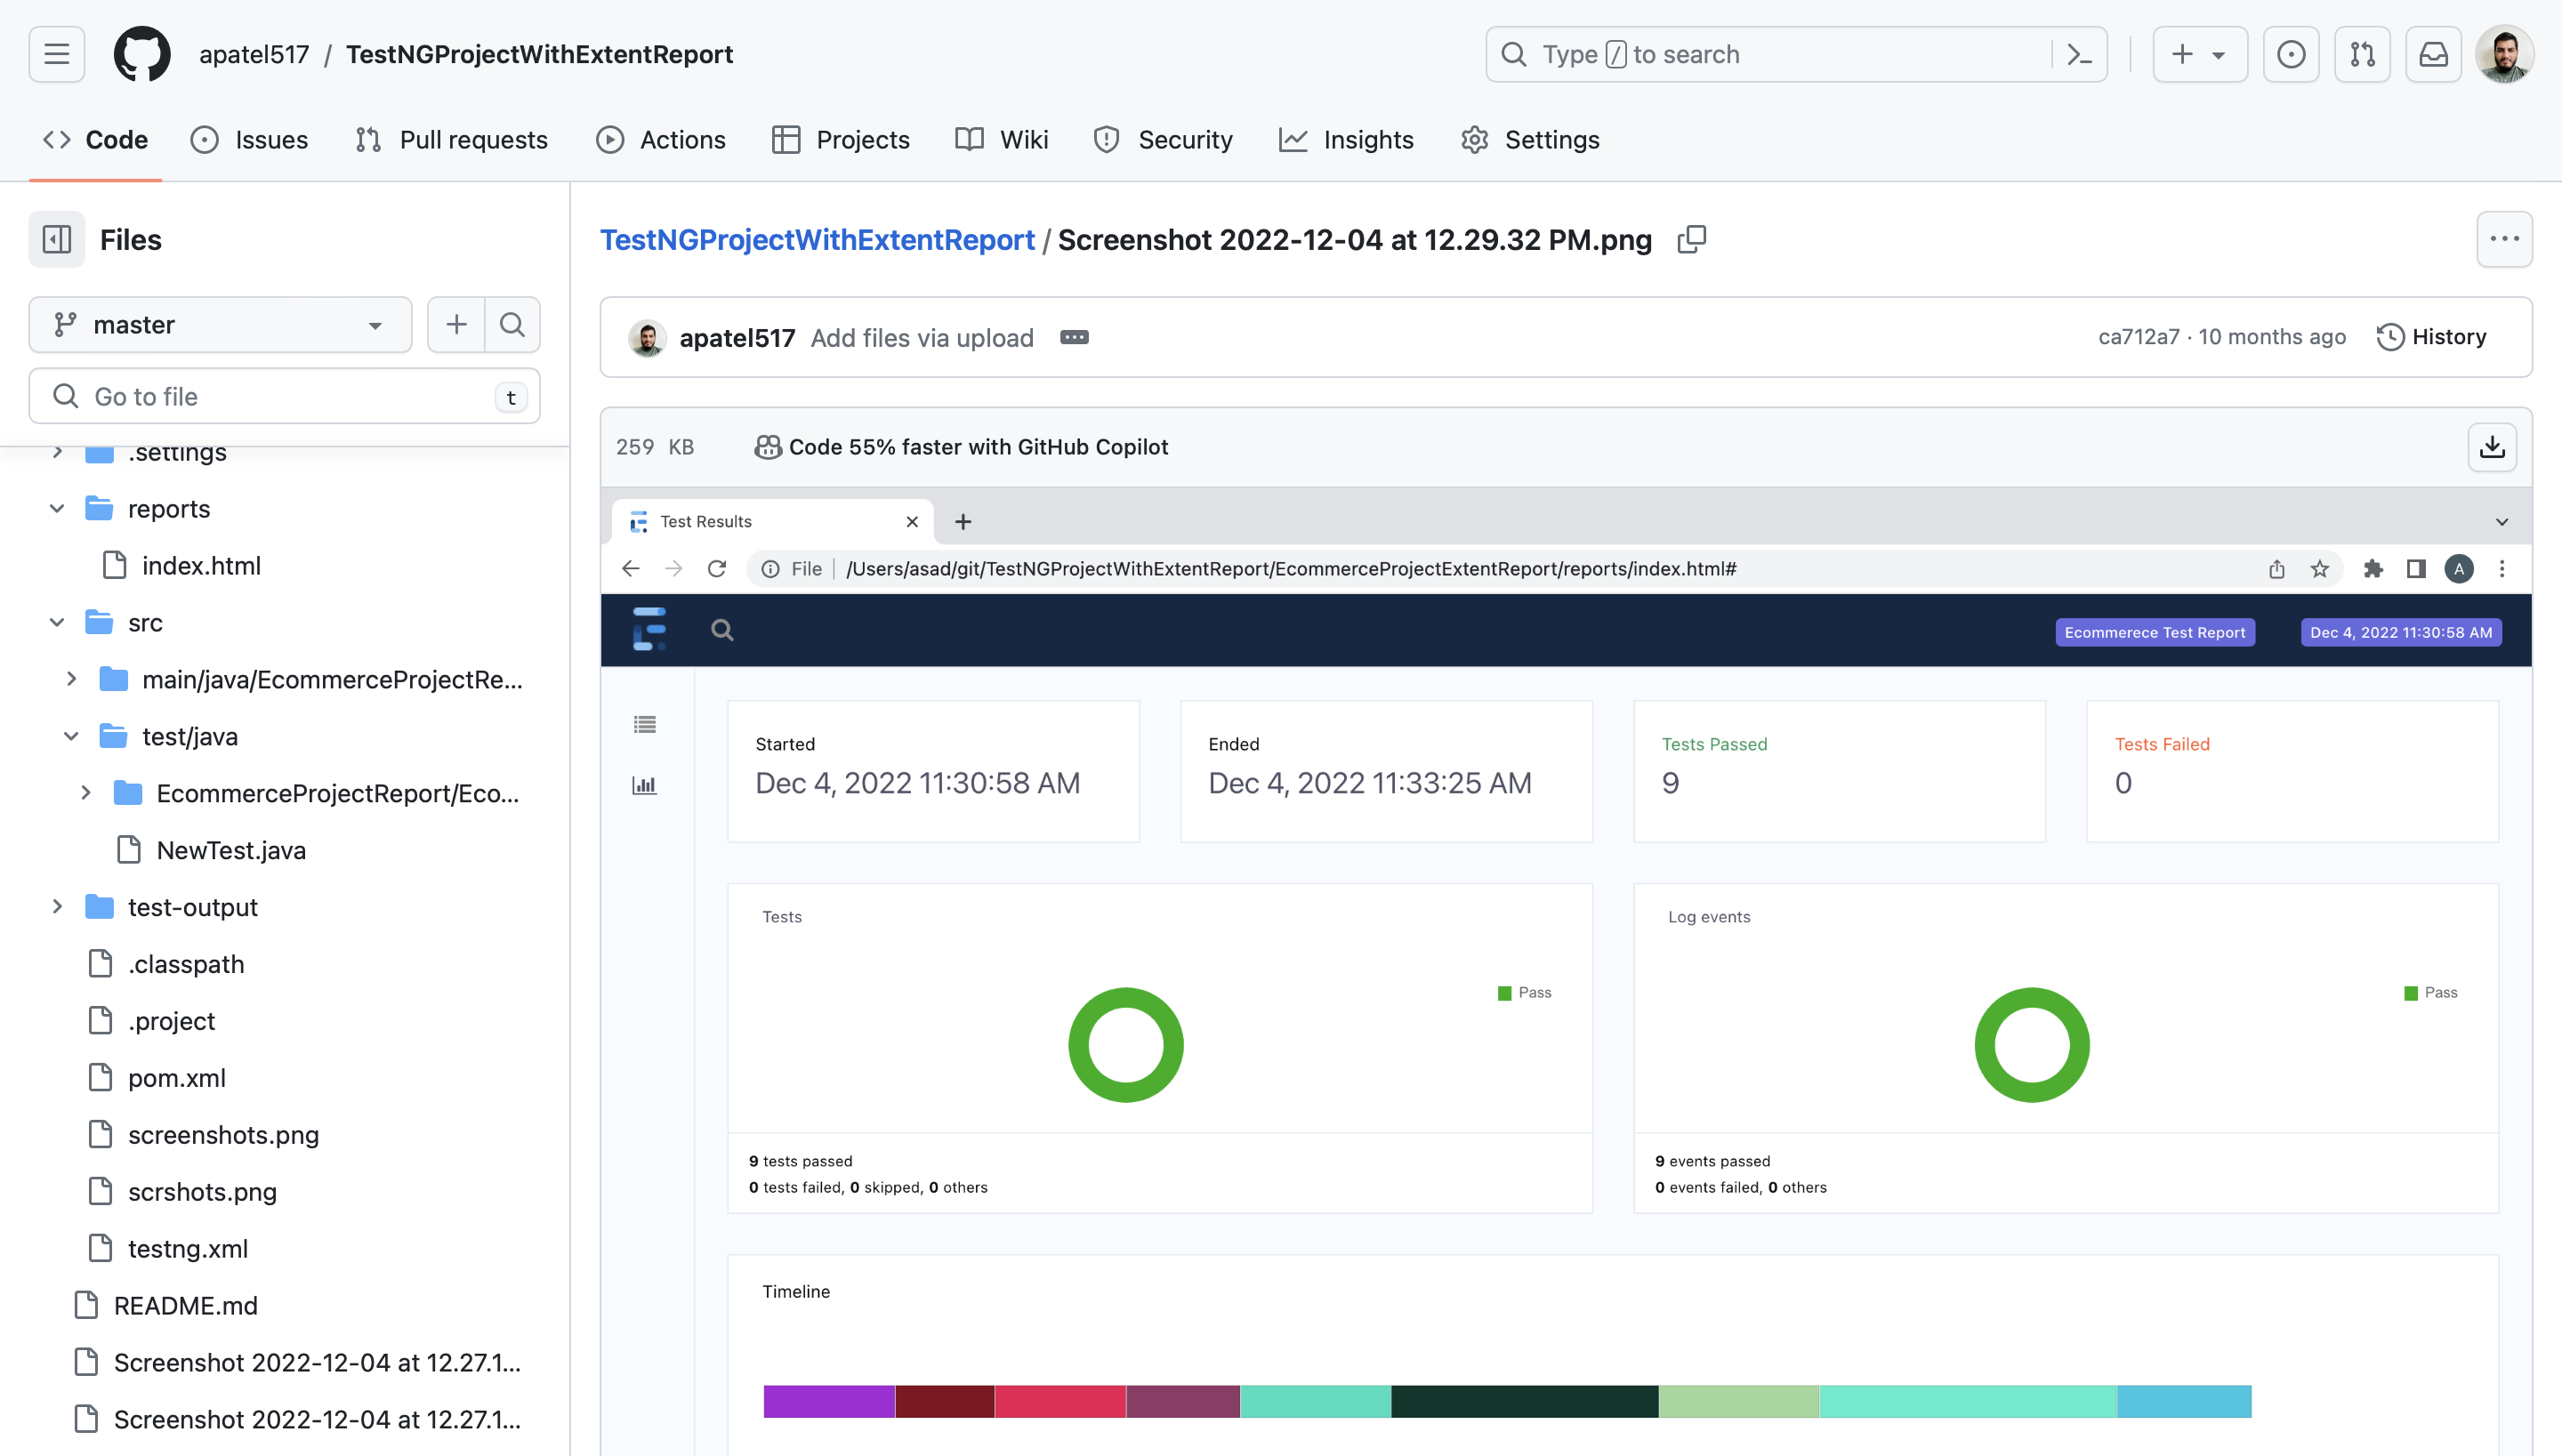 apatel517 / TestNGProjectWithExtentReport
Type / to search
Code
Issues
Pull requests
Actions
Projects
Wiki
Security
Insights
Settings
Files
master
Go to file
t
.settings
reports
index.html
src
main/java/EcommerceProjectRe...
test/java
EcommerceProjectReport/Eco...
NewTest.java
test-output
.classpath
.project
pom.xml
screenshots.png
scrshots.png
testng.xml
README.md
Screenshot 2022-12-04 at 12.27.1...
Screenshot 2022-12-04 at 12.27.1...
TestNGProjectWithExtentReport / Screenshot 2022-12-04 at 12.29.32 PM.png
apatel517 Add files via upload
ca712a7 · 10 months ago
History
259 KB
Code 55% faster with GitHub Copilot
Test Results
File | /Users/asad/git/TestNGProjectWithExtentReport/EcommerceProjectExtentReport/reports/index.html#
A
Ecommerece Test Report
Dec 4, 2022 11:30:58 AM
Started
Dec 4, 2022 11:30:58 AM
Ended
Dec 4, 2022 11:33:25 AM
Tests Passed
9
Tests Failed
0
Tests
Pass
9 tests passed
0 tests failed, 0 skipped, 0 others
Log events
Pass
9 events passed
0 events failed, 0 others
Timeline